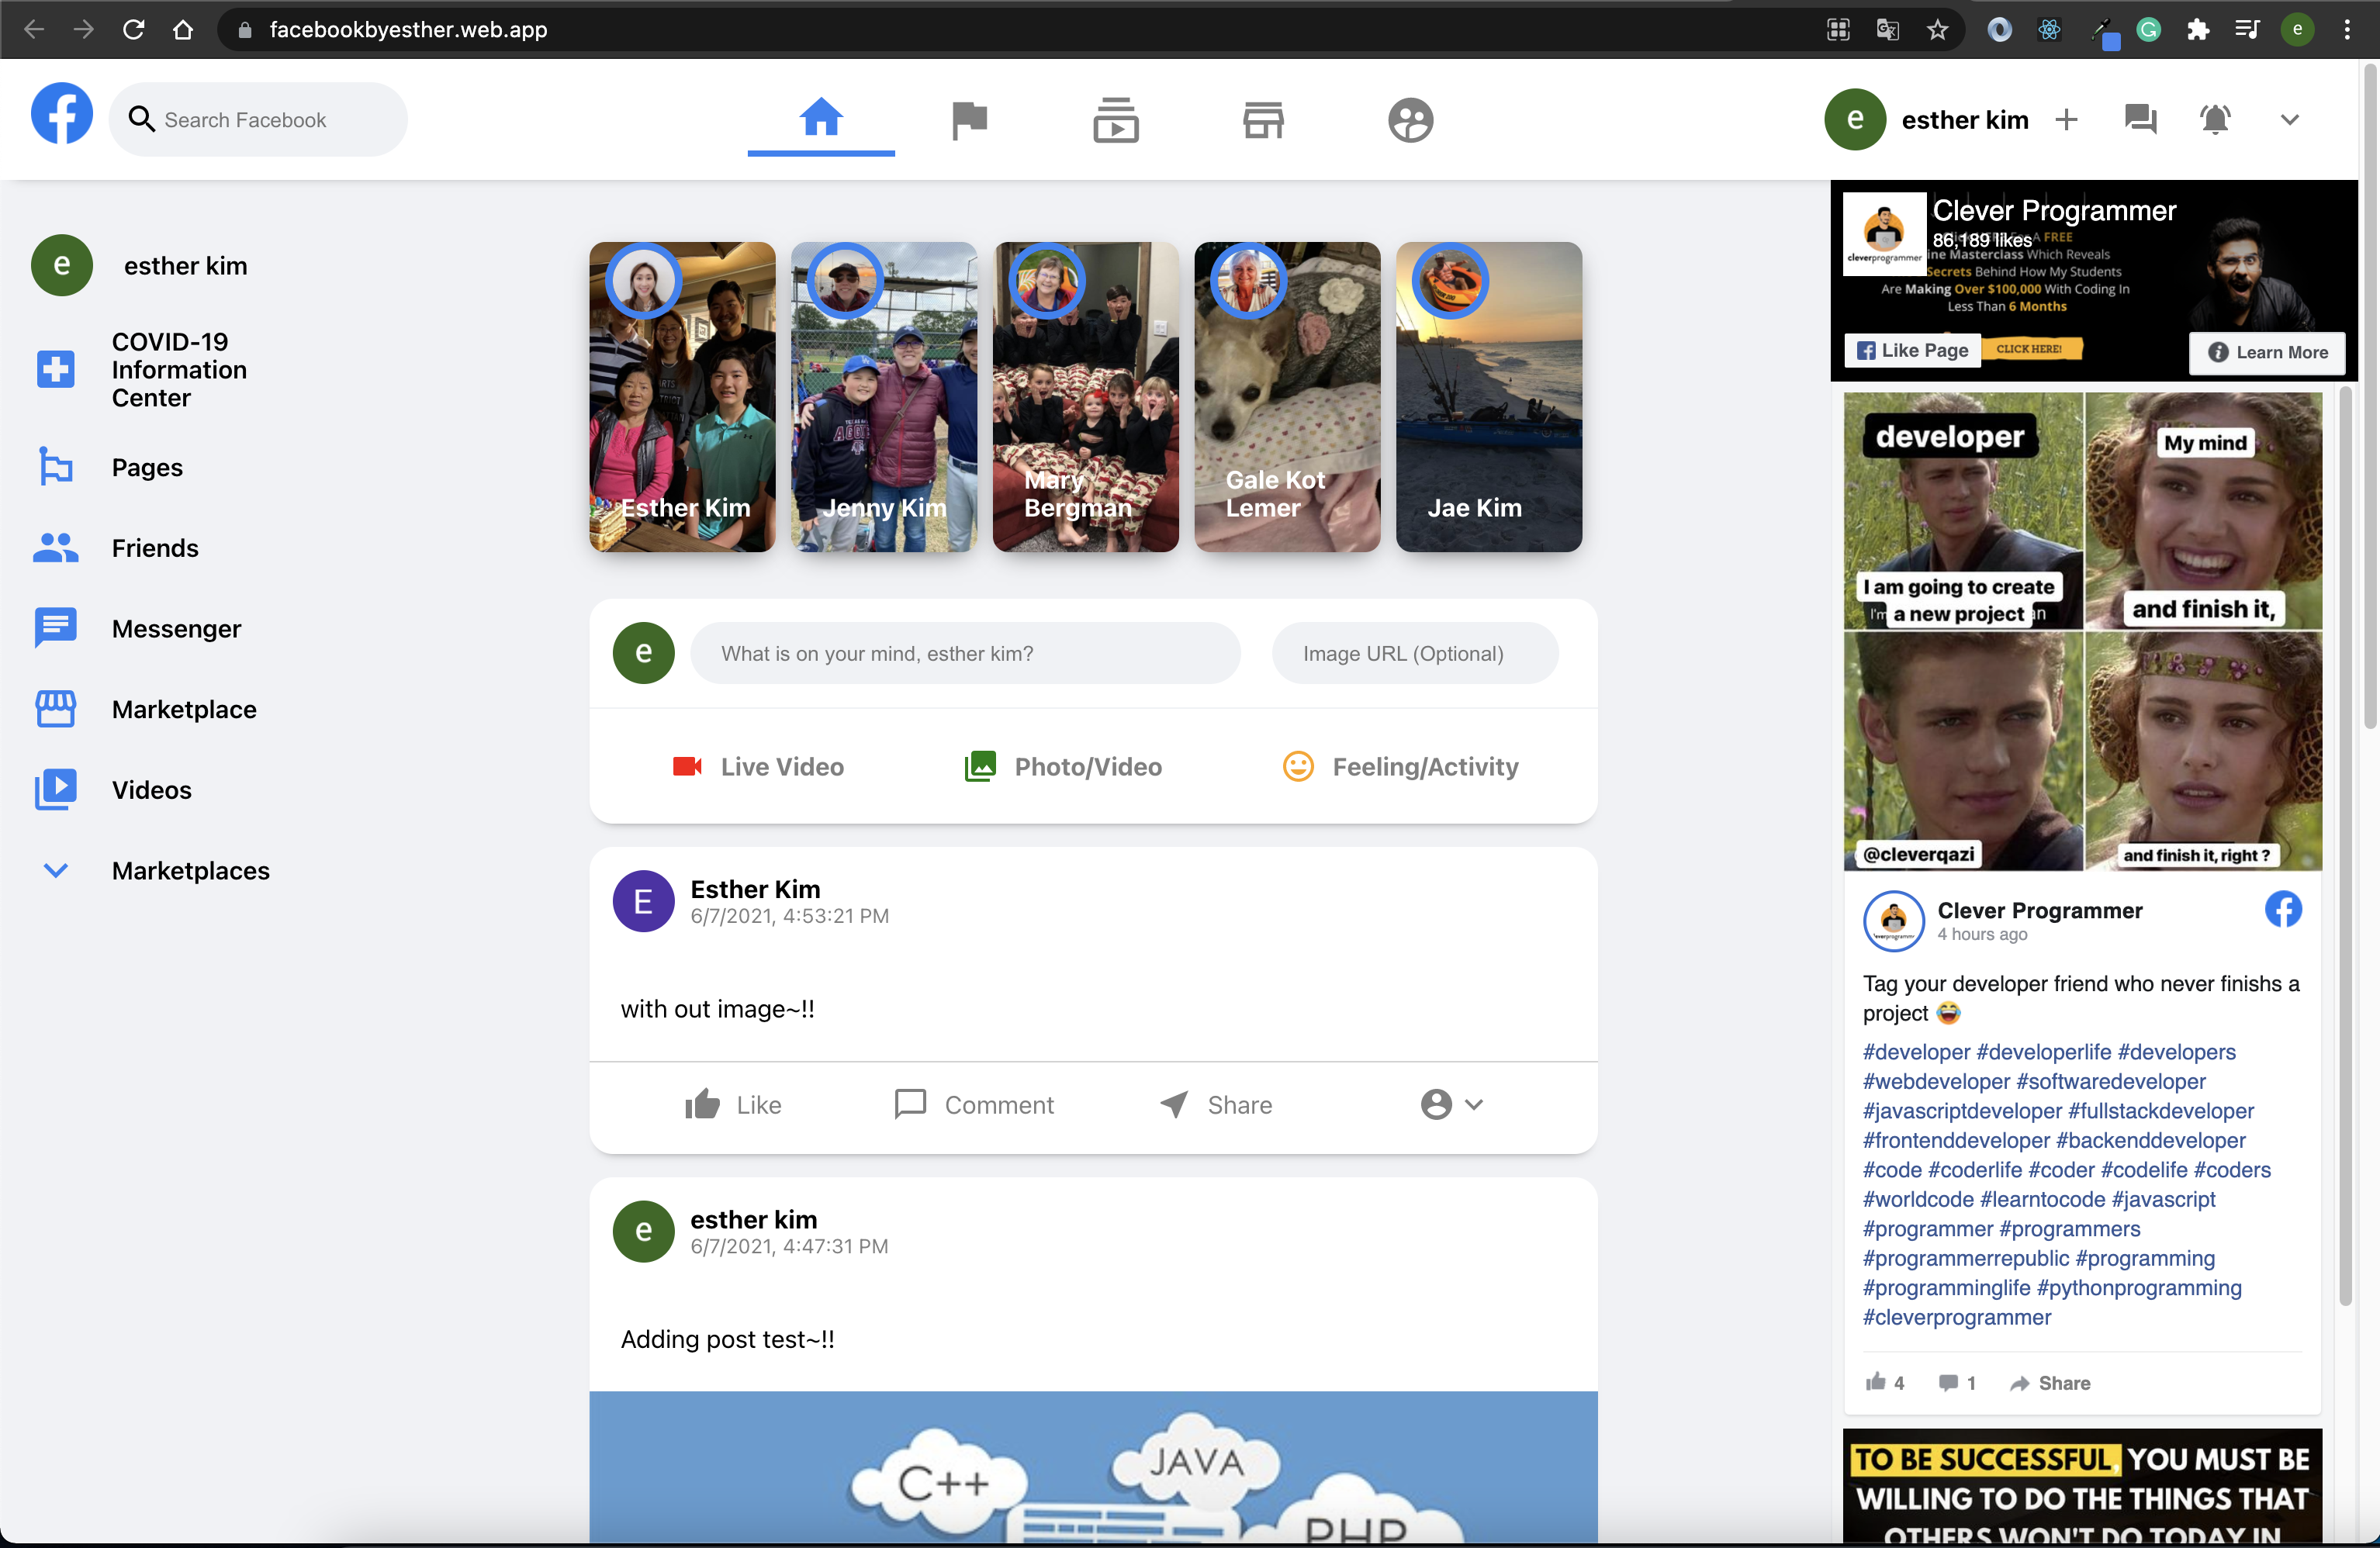 facebookbyesther.web.app
e
Search Facebook
e
esther kim
e
esther kim
COVID-19
Information
Center
Pages
Friends
Messenger
Marketplace
Videos
Marketplaces
Esther Kim
Jenny Kim
Mary
Bergman
Gale Kot
Lemer
Jae Kim
e
What is on your mind, esther kim?
Image URL (Optional)
Live Video
Photo/Video
Feeling/Activity
E
Esther Kim
6/7/2021, 4:53:21 PM
with out image~!!
Like
Comment
Share
e
esther kim
6/7/2021, 4:47:31 PM
Adding post test~!!
C++
JAVA
PHP
cleverprogrammer
Clever Programmer
86,189 likes
A FREE
ine Masterclass Which Reveals
Secrets Behind How My Students
Are Making Over $100,000 With Coding In
Less Than 6 Months
Like Page
CLICK HERE!
Learn More
developer
My mind
I am going to create
a new project
and finish it,
@cleverqazi
and finish it, right ?
Clever Programmer
4 hours ago
Tag your developer friend who never finishs a
project 😂
#developer #developerlife #developers
#webdeveloper #softwaredeveloper
#javascriptdeveloper #fullstackdeveloper
#frontenddeveloper #backenddeveloper
#code #coderlife #coder #codelife #coders
#worldcode #learntocode #javascript
#programmer #programmers
#programmerrepublic #programming
#programminglife #pythonprogramming
#cleverprogrammer
4
1
Share
TO BE SUCCESSFUL, YOU MUST BE
WILLING TO DO THE THINGS THAT
OTHERS WON'T DO TODAY IN